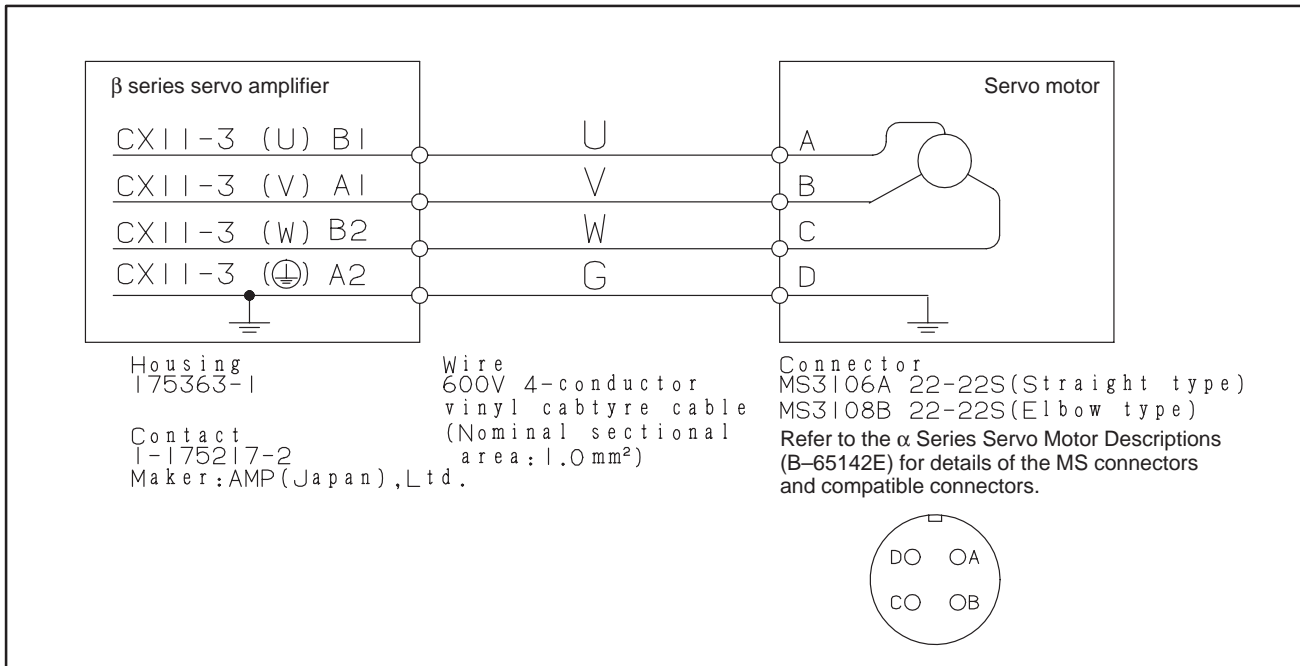 β series servo amplifier
Servo motor
CX11-3 (U) B1
U
A
CX11-3 (V) A1
V
B
CX11-3 (W) B2
W
C
CX11-3 (⏚) A2
G
D
Housing
175363-1
Contact
1-175217-2
Maker:AMP(Japan),Ltd.
Wire
600V 4-conductor
vinyl cabtyre cable
(Nominal sectional
area:1.0mm²)
Connector
MS3106A 22-22S(Straight type)
MS3108B 22-22S(Elbow type)
Refer to the α Series Servo Motor Descriptions
(B–65142E) for details of the MS connectors
and compatible connectors.
D A
C B